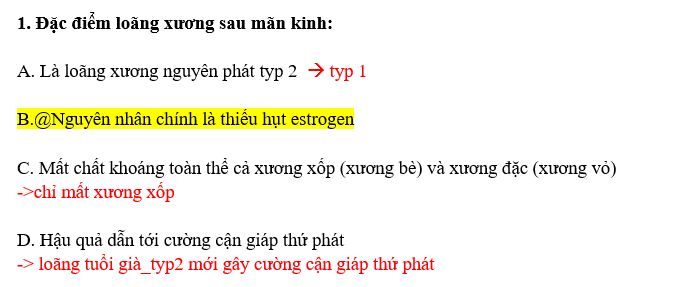 1. Đặc điểm loãng xương sau mãn kinh:
A. Là loãng xương nguyên phát typ 2 → typ 1
B.@Nguyên nhân chính là thiếu hụt estrogen
C. Mất chất khoáng toàn thể cả xương xốp (xương bè) và xương đặc (xương vỏ)
->chỉ mất xương xốp
D. Hậu quả dẫn tới cường cận giáp thứ phát
-> loãng tuổi già_typ2 mới gây cường cận giáp thứ phát